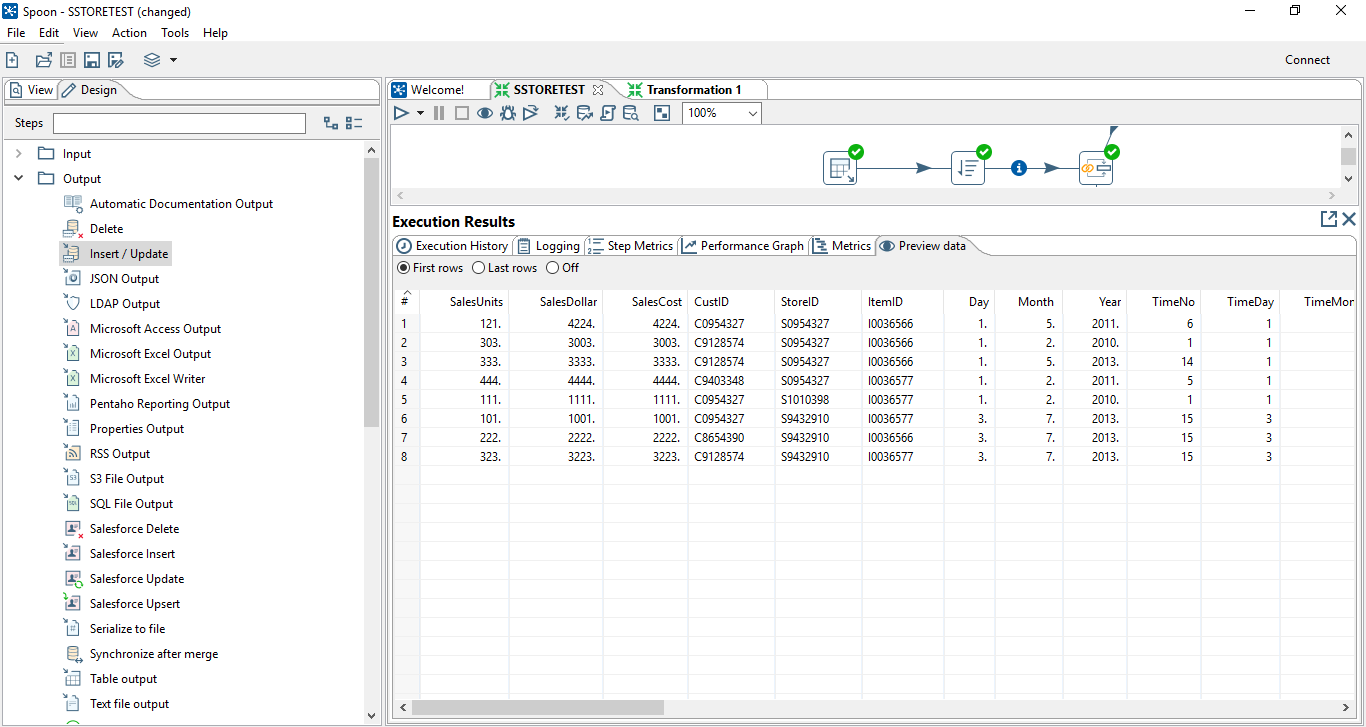 Spoon - SSTORETEST (changed)
File Edit View Action Tools Help
Connect
View Design
Steps
Input
Output
Automatic Documentation Output
Delete
Insert / Update
JSON Output
LDAP Output
Microsoft Access Output
Microsoft Excel Output
Microsoft Excel Writer
Pentaho Reporting Output
Properties Output
RSS Output
S3 File Output
SQL File Output
Salesforce Delete
Salesforce Insert
Salesforce Update
Salesforce Upsert
Serialize to file
Synchronize after merge
Table output
Text file output
Welcome! SSTORETEST Transformation 1
100%
Execution Results
Execution History Logging Step Metrics Performance Graph Metrics Preview data
First rows Last rows Off
# SalesUnits SalesDollar SalesCost CustID StoreID ItemID Day Month Year TimeNo TimeDay TimeMon
1 121. 4224. 4224. C0954327 S0954327 I0036566 1. 5. 2011. 6 1
2 303. 3003. 3003. C9128574 S0954327 I0036566 1. 2. 2010. 1 1
3 333. 3333. 3333. C9128574 S0954327 I0036566 1. 5. 2013. 14 1
4 444. 4444. 4444. C9403348 S0954327 I0036577 1. 2. 2011. 5 1
5 111. 1111. 1111. C0954327 S1010398 I0036577 1. 2. 2010. 1 1
6 101. 1001. 1001. C0954327 S9432910 I0036577 3. 7. 2013. 15 3
7 222. 2222. 2222. C8654390 S9432910 I0036566 3. 7. 2013. 15 3
8 323. 3223. 3223. C9128574 S9432910 I0036577 3. 7. 2013. 15 3